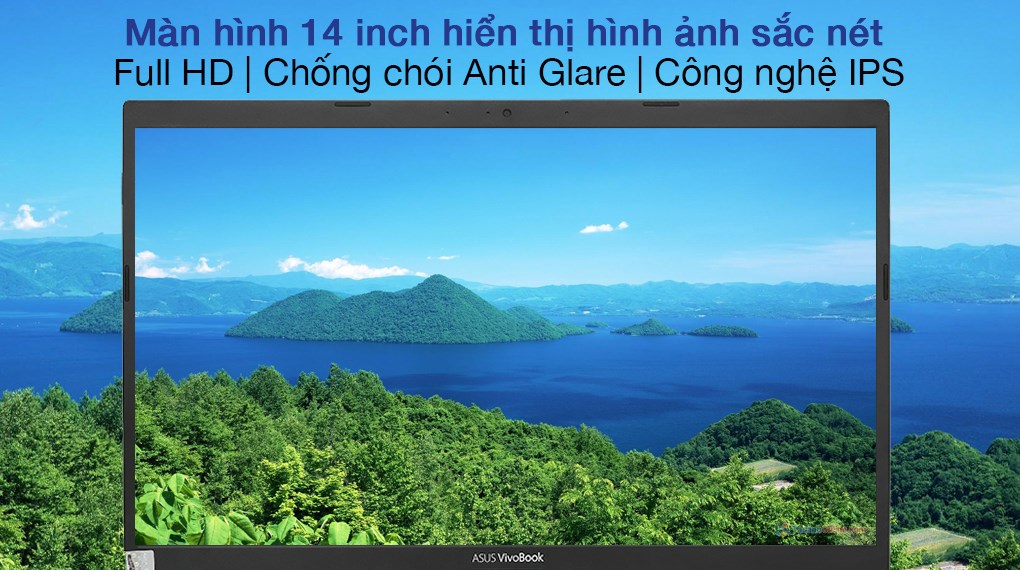 Màn hình 14 inch hiển thị hình ảnh sắc nét
Full HD | Chống chói Anti Glare | Công nghệ IPS
ASUS VivoBook